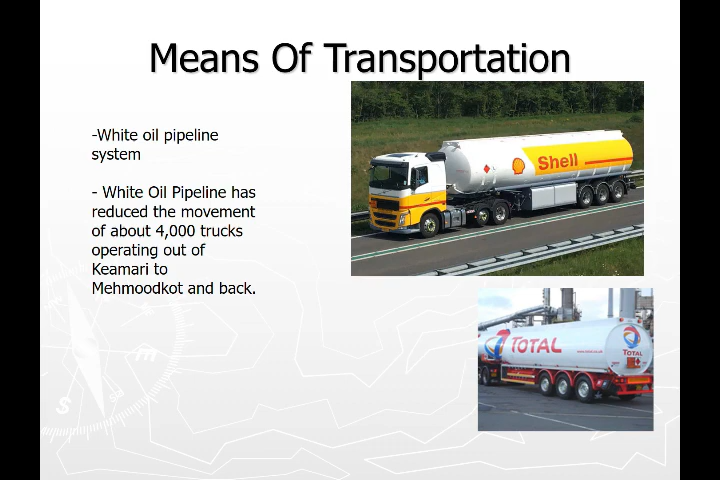 Means Of Transportation
-White oil pipeline
system
- White Oil Pipeline has
reduced the movement
of about 4,000 trucks
operating out of
Keamari to
Mehmoodkot and back.
Shell
TOTAL
TOTAL
S